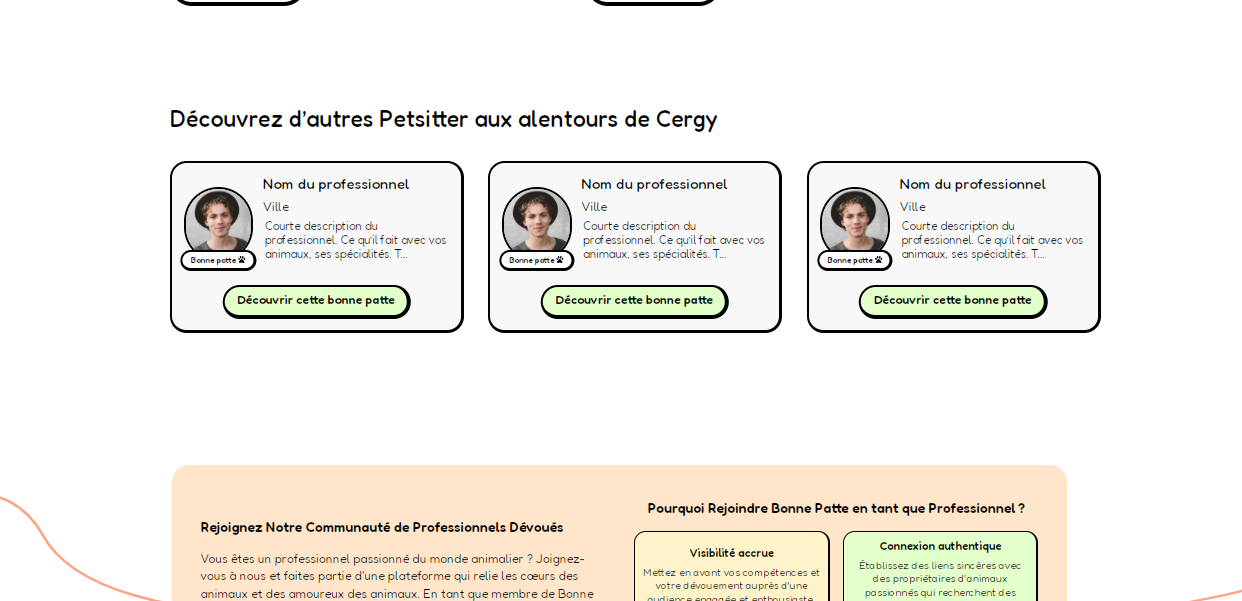 Découvrez d'autres Petsitter aux alentours de Cergy
Nom du professionnel
Ville
Courte description du
professionnel. Ce qu'il fait avec vos
animaux, ses spécialités. T...
Bonne patte
Découvrir cette bonne patte
Nom du professionnel
Ville
Courte description du
professionnel. Ce qu'il fait avec vos
animaux, ses spécialités. T...
Bonne patte
Découvrir cette bonne patte
Nom du professionnel
Ville
Courte description du
professionnel. Ce qu'il fait avec vos
animaux, ses spécialités. T...
Bonne patte
Découvrir cette bonne patte
Rejoignez Notre Communauté de Professionnels Dévoués
Vous êtes un professionnel passionné du monde animalier ? Joignez-
vous à nous et faites partie d'une plateforme qui relie les cœurs des
animaux et des amoureux des animaux. En tant que membre de Bonne
Pourquoi Rejoindre Bonne Patte en tant que Professionnel ?
Visibilité accrue
Mettez en avant vos compétences et
votre dévouement auprès d'une
audience engagée et enthousiaste
Connexion authentique
Établissez des liens sincères avec
des propriétaires d'animaux
passionnés qui recherchent des